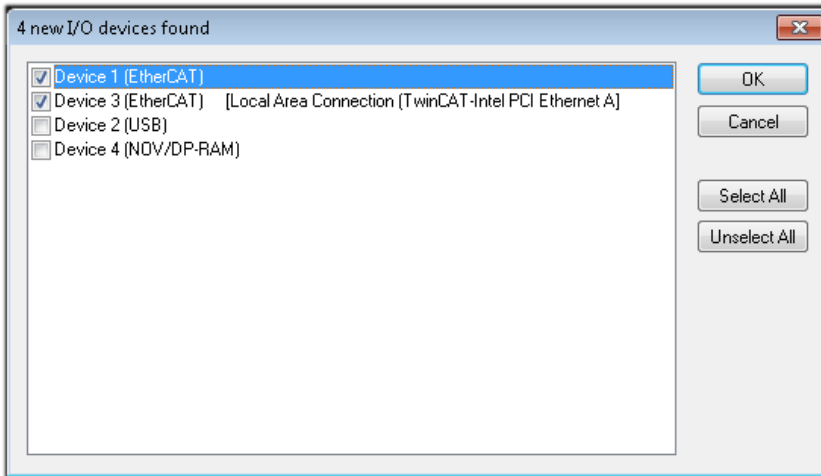 4 new I/O devices found
Device 1 (EtherCAT)
Device 3 (EtherCAT) [Local Area Connection (TwinCAT-Intel PCI Ethernet A]
Device 2 (USB)
Device 4 (NOV/DP-RAM)
OK
Cancel
Select All
Unselect All